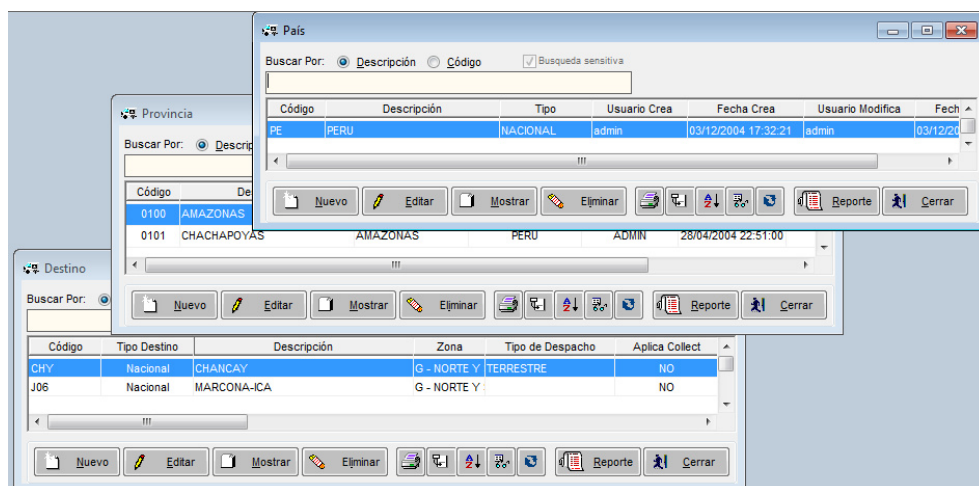 País
Buscar Por: Descripción Código Busqueda sensitiva
Código Descripción Tipo Usuario Crea Fecha Crea Usuario Modifica Fech
PE PERU NACIONAL admin 03/12/2004 17:32:21 admin 03/12/20
Nuevo Editar Mostrar Eliminar Reporte Cerrar
Provincia
Buscar Por: Descrip
Código De
0100 AMAZONAS
0101 CHACHAPOYAS AMAZONAS PERU ADMIN 28/04/2004 22:51:00
Nuevo Editar Mostrar Eliminar Reporte Cerrar
Destino
Buscar Por:
Código Tipo Destino Descripción Zona Tipo de Despacho Aplica Collect
CHY Nacional CHANCAY G - NORTE Y TERRESTRE NO
J06 Nacional MARCONA-ICA G - NORTE Y NO
Nuevo Editar Mostrar Eliminar Reporte Cerrar